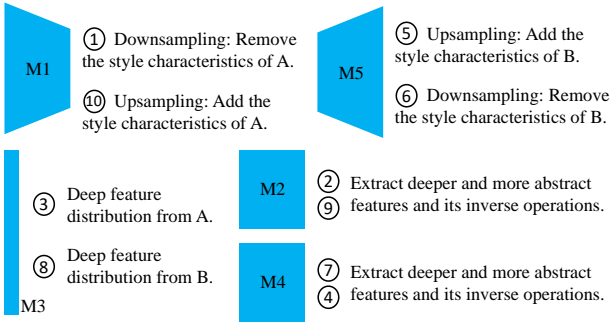 M1
① Downsampling: Remove
the style characteristics of A.
⑩ Upsampling: Add the
style characteristics of A.
M5
⑤ Upsampling: Add the
style characteristics of B.
⑥ Downsampling: Remove
the style characteristics of B.
③ Deep feature
distribution from A.
⑧ Deep feature
distribution from B.
M3
M2
② Extract deeper and more abstract
⑨ features and its inverse operations.
M4
⑦ Extract deeper and more abstract
④ features and its inverse operations.